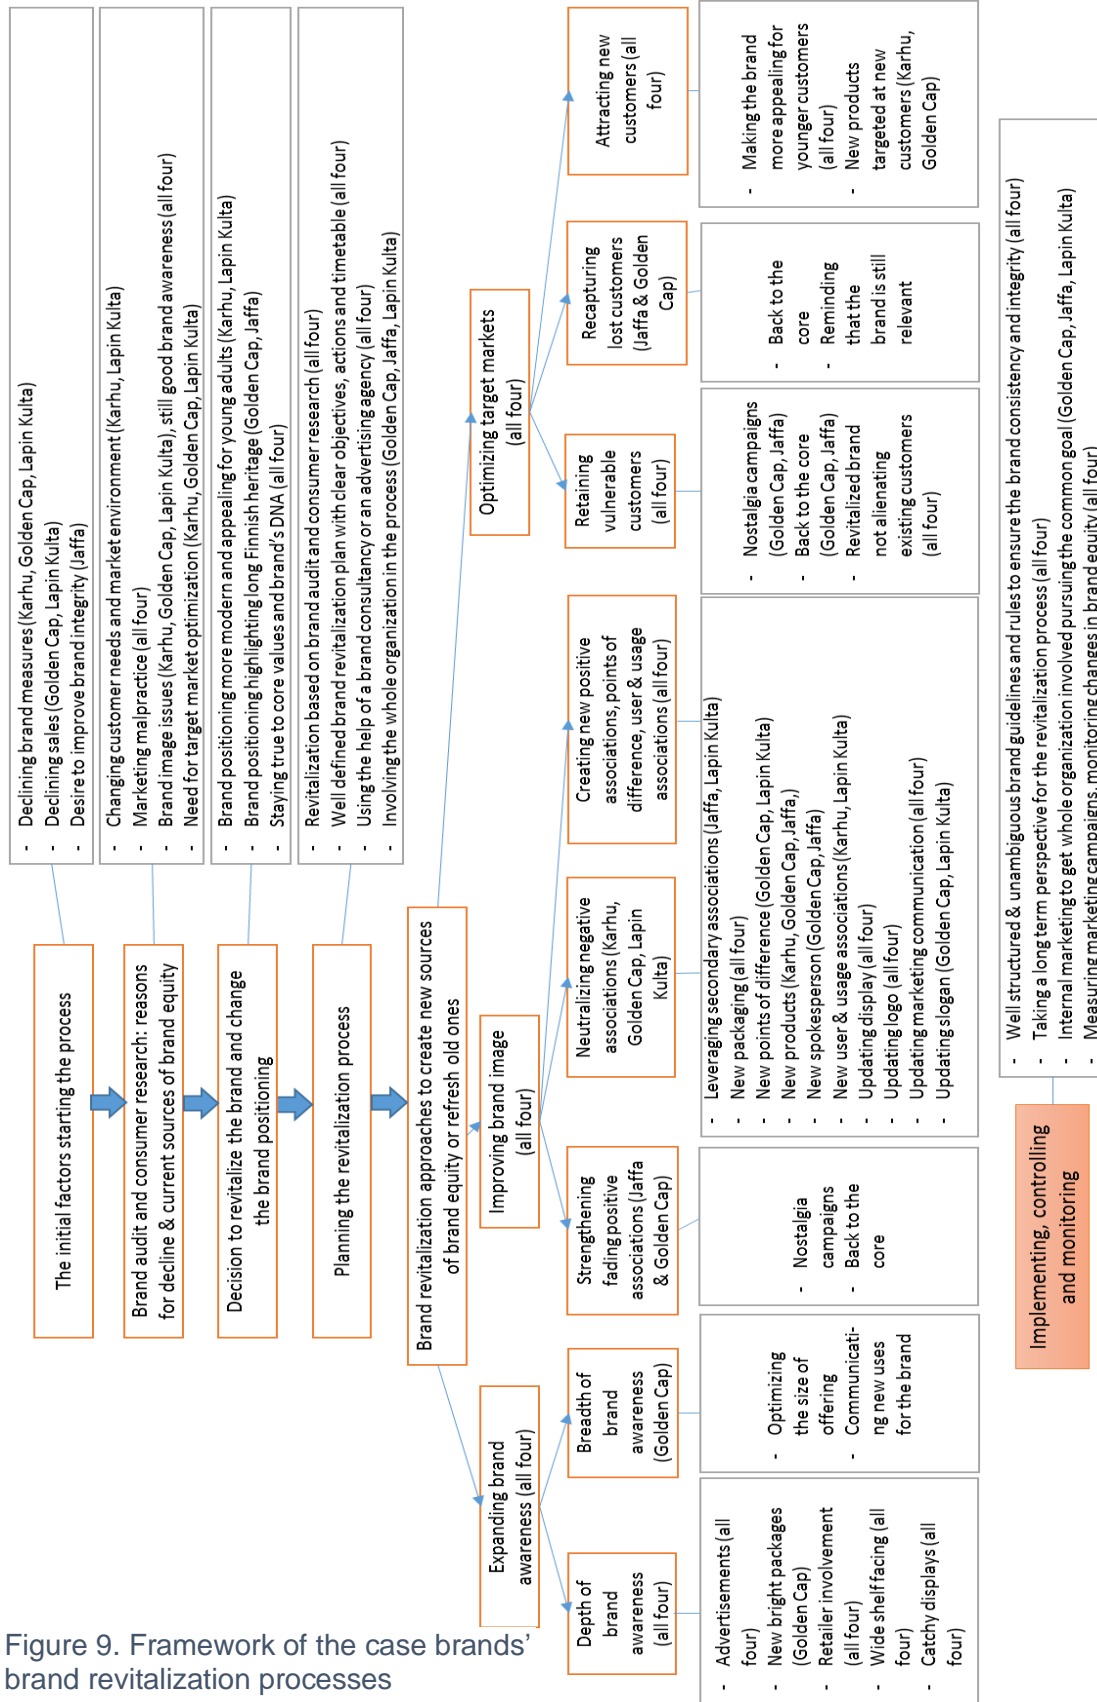 The initial factors starting the process
- Declining brand measures (Karhu, Golden Cap, Lapin Kulta)
- Declining sales (Golden Cap, Lapin Kulta)
- Desire to improve brand integrity (Jaffa)
Brand audit and consumer research: reasons
for decline & current sources of brand equity
- Changing customer needs and market environment (Karhu, Lapin Kulta)
- Marketing malpractice (all four)
- Brand image issues (Karhu, Golden Cap, Lapin Kulta), still good brand awareness (all four)
- Need for target market optimization (Karhu, Golden Cap, Lapin Kulta)
Decision to revitalize the brand and change
the brand positioning
- Brand positioning more modern and appealing for young adults (Karhu, Lapin Kulta)
- Brand positioning highlighting long Finnish heritage (Golden Cap, Jaffa)
- Staying true to core values and brand's DNA (all four)
Planning the revitalization process
- Revitalization based on brand audit and consumer research (all four)
- Well defined brand revitalization plan with clear objectives, actions and timetable (all four)
- Using the help of a brand consultancy or an advertising agency (all four)
- Involving the whole organization in the process (Golden Cap, Jaffa, Lapin Kulta)
Brand revitalization approaches to create new sources
of brand equity or refresh old ones
Expanding brand
awareness (all four)
Improving brand image
(all four)
Optimizing target markets
(all four)
Depth of
brand
awareness
(all four)
Breadth of
brand
awareness
(Golden Cap)
Strengthening
fading positive
associations (Jaffa
& Golden Cap)
Neutralizing negative
associations (Karhu,
Golden Cap, Lapin
Kulta)
Creating new positive
associations, points of
difference, user & usage
associations (all four)
Retaining
vulnerable
customers
(all four)
Recapturing
lost customers
(Jaffa & Golden
Cap)
Attracting new
customers (all
four)
- Advertisements (all
four)
- New bright packages
(Golden Cap)
- Retailer involvement
(all four)
- Wide shelf facing (all
four)
- Catchy displays (all
four)
- Optimizing
the size of
offering
- Communicati-
ng new uses
for the brand
- Nostalgia
campaigns
- Back to the
core
- Leveraging secondary associations (Jaffa, Lapin Kulta)
- New packaging (all four)
- New points of difference (Golden Cap, Lapin Kulta)
- New products (Karhu, Golden Cap, Jaffa,)
- New spokesperson (Golden Cap, Jaffa)
- New user & usage associations (Karhu, Lapin Kulta)
- Updating display (all four)
- Updating logo (all four)
- Updating marketing communication (all four)
- Updating slogan (Golden Cap, Lapin Kulta)
- Nostalgia campaigns
(Golden Cap, Jaffa)
- Back to the core
(Golden Cap, Jaffa)
- Revitalized brand
not alienating
existing customers
(all four)
- Back to the
core
- Reminding
that the
brand is still
relevant
- Making the brand
more appealing for
younger customers
(all four)
- New products
targeted at new
customers (Karhu,
Golden Cap)
Implementing, controlling
and monitoring
- Well structured & unambiguous brand guidelines and rules to ensure the brand consistency and integrity (all four)
- Taking a long term perspective for the revitalization process (all four)
- Internal marketing to get whole organization involved pursuing the common goal (Golden Cap, Jaffa, Lapin Kulta)
- Measuring marketing campaigns, monitoring changes in brand equity (all four)
Figure 9. Framework of the case brands'
brand revitalization processes